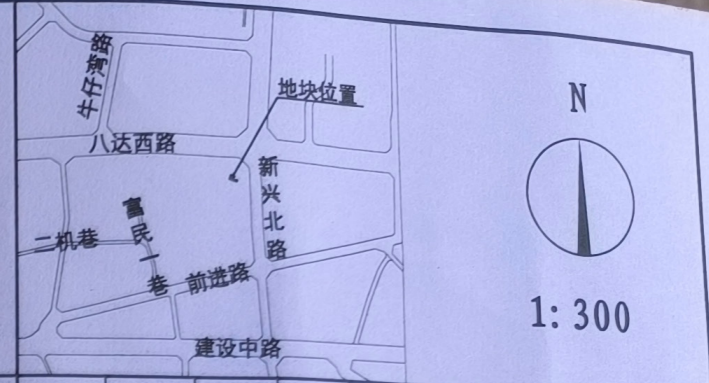 牛仔湾路
地块位置
N
八达西路
新兴北路
富民一巷
二机巷
前进路
1:300
建设中路